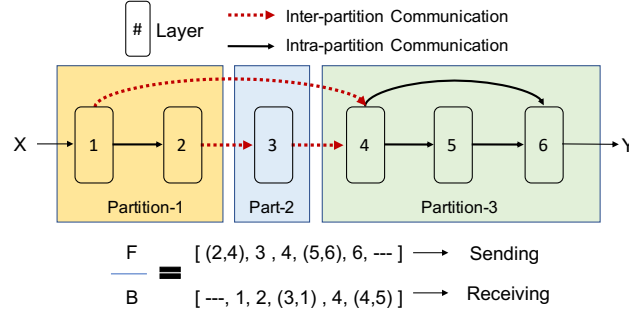 # Layer
Inter-partition Communication
Intra-partition Communication
X 1 2 3 4 5 6 Y
Partition-1 Part-2 Partition-3
F [ (2,4), 3 , 4, (5,6), 6, --- ] Sending
=
B [ ---, 1, 2, (3,1) , 4, (4,5) ] Receiving